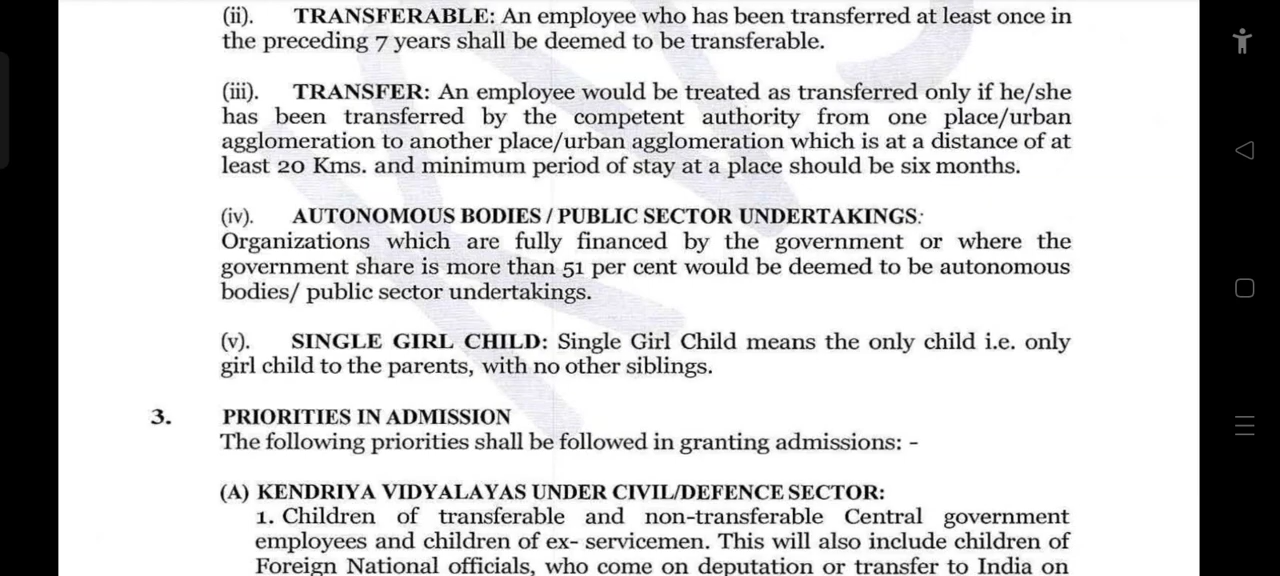 (ii). TRANSFERABLE: An employee who has been transferred at least once in
the preceding 7 years shall be deemed to be transferable.
(iii). TRANSFER: An employee would be treated as transferred only if he/she
has been transferred by the competent authority from one place/urban
agglomeration to another place/urban agglomeration which is at a distance of at
least 20 Kms. and minimum period of stay at a place should be six months.
(iv). AUTONOMOUS BODIES / PUBLIC SECTOR UNDERTAKINGS:
Organizations which are fully financed by the government or where the
government share is more than 51 per cent would be deemed to be autonomous
bodies/ public sector undertakings.
(v). SINGLE GIRL CHILD: Single Girl Child means the only child i.e. only
girl child to the parents, with no other siblings.
3. PRIORITIES IN ADMISSION
The following priorities shall be followed in granting admissions: -
(A) KENDRIYA VIDYALAYAS UNDER CIVIL/DEFENCE SECTOR:
1. Children of transferable and non-transferable Central government
employees and children of ex- servicemen. This will also include children of
Foreign National officials, who come on deputation or transfer to India on